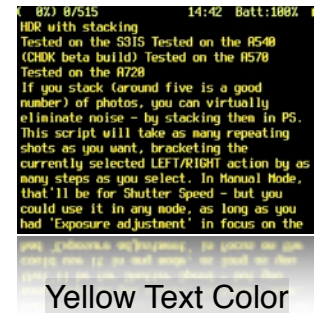 ( 0%) 0/515 14:42 Batt:100%
HDR with stacking
Tested on the S3IS Tested on the A540
(CHDK beta build) Tested on the A570
Tested on the A720
If you stack (around five is a good
number) of photos, you can virtually
eliminate noise - by stacking them in PS.
This script will take as many repeating
shots as you want, bracketing the
currently selected LEFT/RIGHT action by as
many steps as you select. In Manual Mode,
that'll be for Shutter Speed - but you
could use it in any mode, as long as you
had 'Exposure adjustment' in focus on the
Yellow Text Color